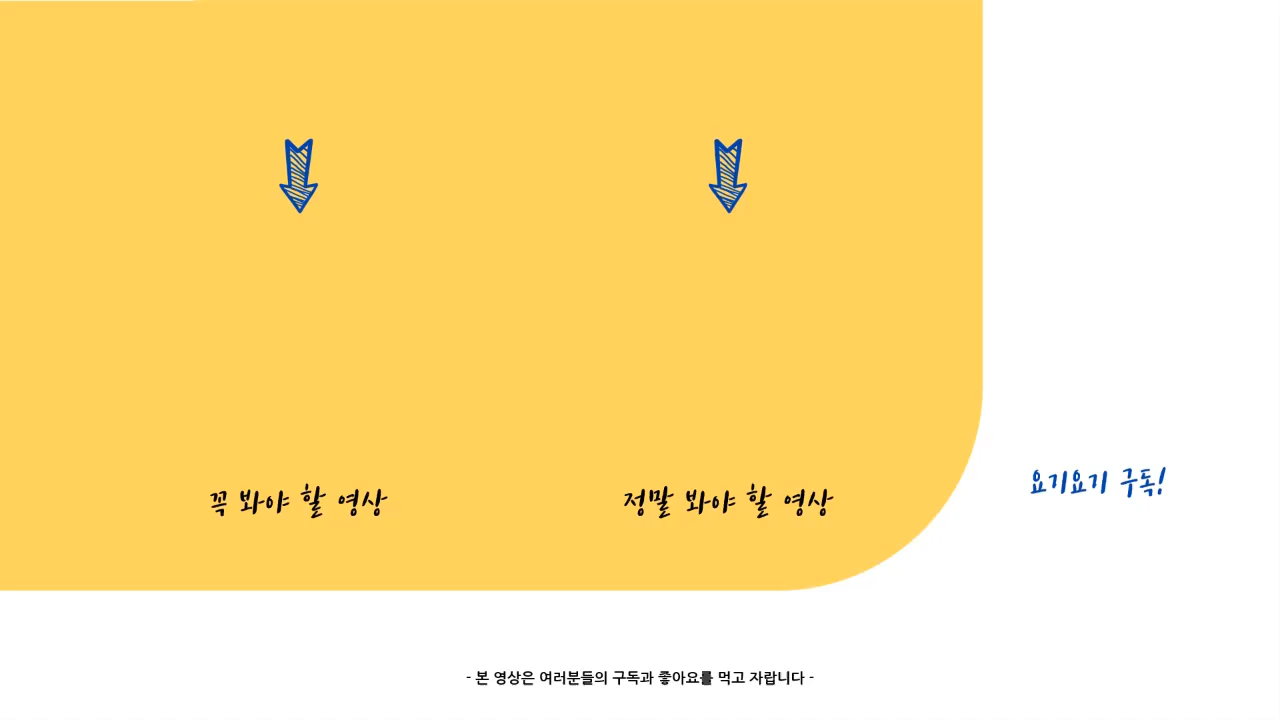 꼭 봐야 할 영상
정말 봐야 할 영상
요기요기 구독!
- 본 영상은 여러분들의 구독과 좋아요를 먹고 자랍니다 -